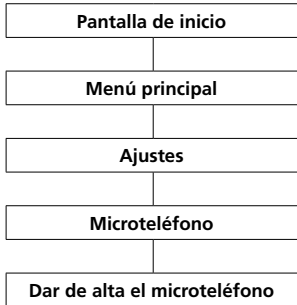 Pantalla de inicio
Menú principal
Ajustes
Microteléfono
Dar de alta el microteléfono